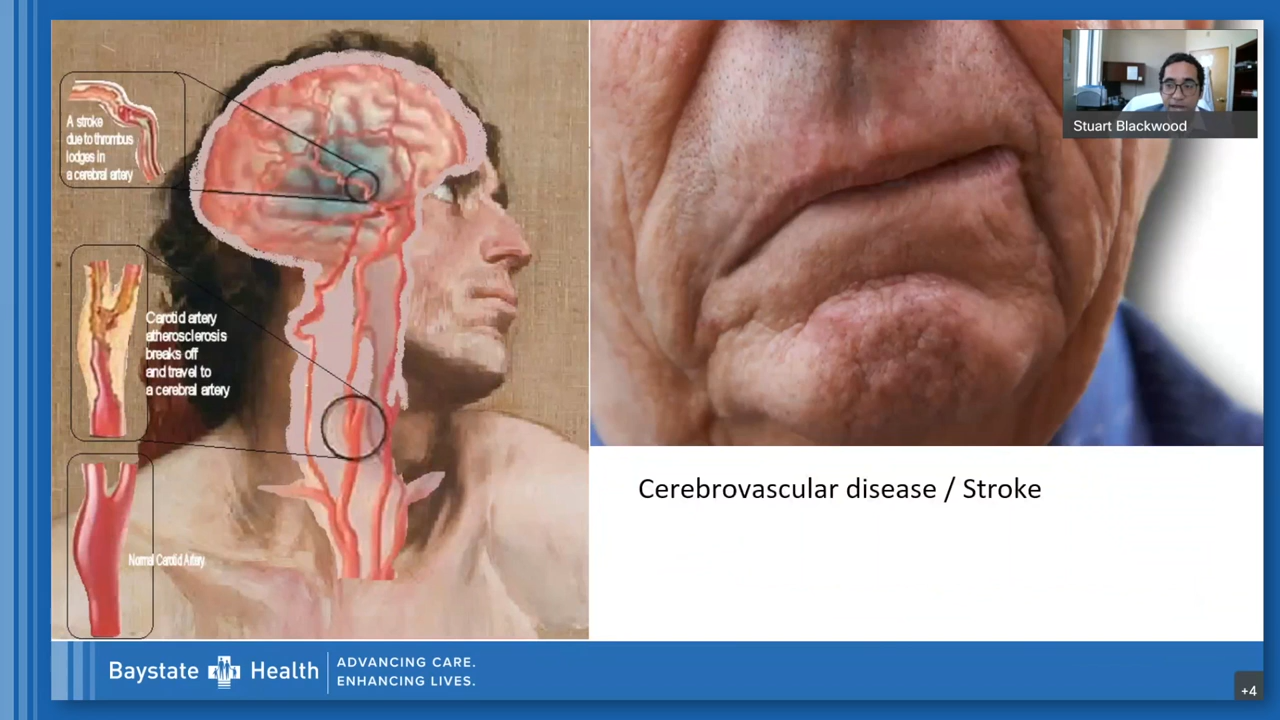 A stroke
due to thrombus
lodges in
a cerebral artery
Carotid artery
atherosclerosis
breaks off
and travel to
a cerebral artery
Normal Carotid Artery
Stuart Blackwood
Cerebrovascular disease / Stroke
Baystate Health
ADVANCING CARE.
ENHANCING LIVES.
+4